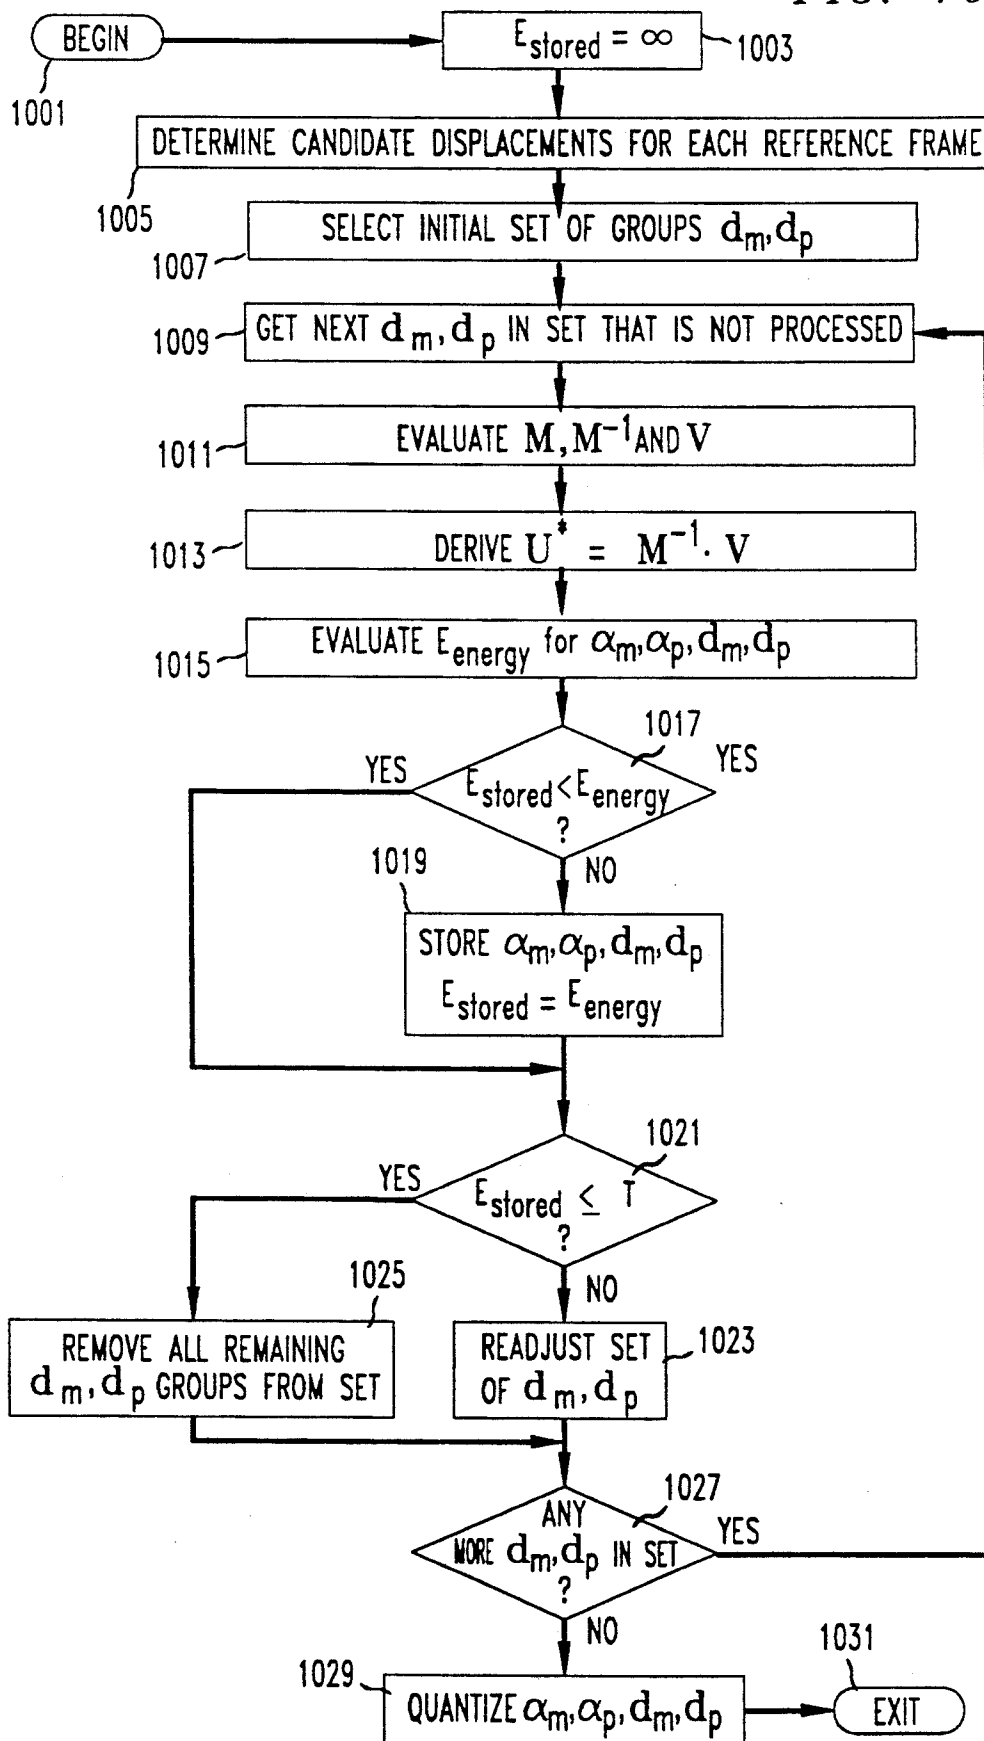 FIG.
BEGIN
E_stored = ∞
1003
1001
DETERMINE CANDIDATE DISPLACEMENTS FOR EACH REFERENCE FRAME
1005
SELECT INITIAL SET OF GROUPS d_m, d_p
1007
GET NEXT d_m, d_p IN SET THAT IS NOT PROCESSED
1009
EVALUATE M, M⁻¹ AND V
1011
DERIVE U* = M⁻¹ · V
1013
EVALUATE E_energy for α_m, α_p, d_m, d_p
1015
1017
YES
YES
E_stored < E_energy
?
NO
1019
STORE α_m, α_p, d_m, d_p
E_stored = E_energy
1021
YES
E_stored ≤ T
?
NO
1025
REMOVE ALL REMAINING
d_m, d_p GROUPS FROM SET
READJUST SET
OF d_m, d_p
1023
1027
ANY
MORE d_m, d_p IN SET
?
YES
NO
1029
QUANTIZE α_m, α_p, d_m, d_p
1031
EXIT